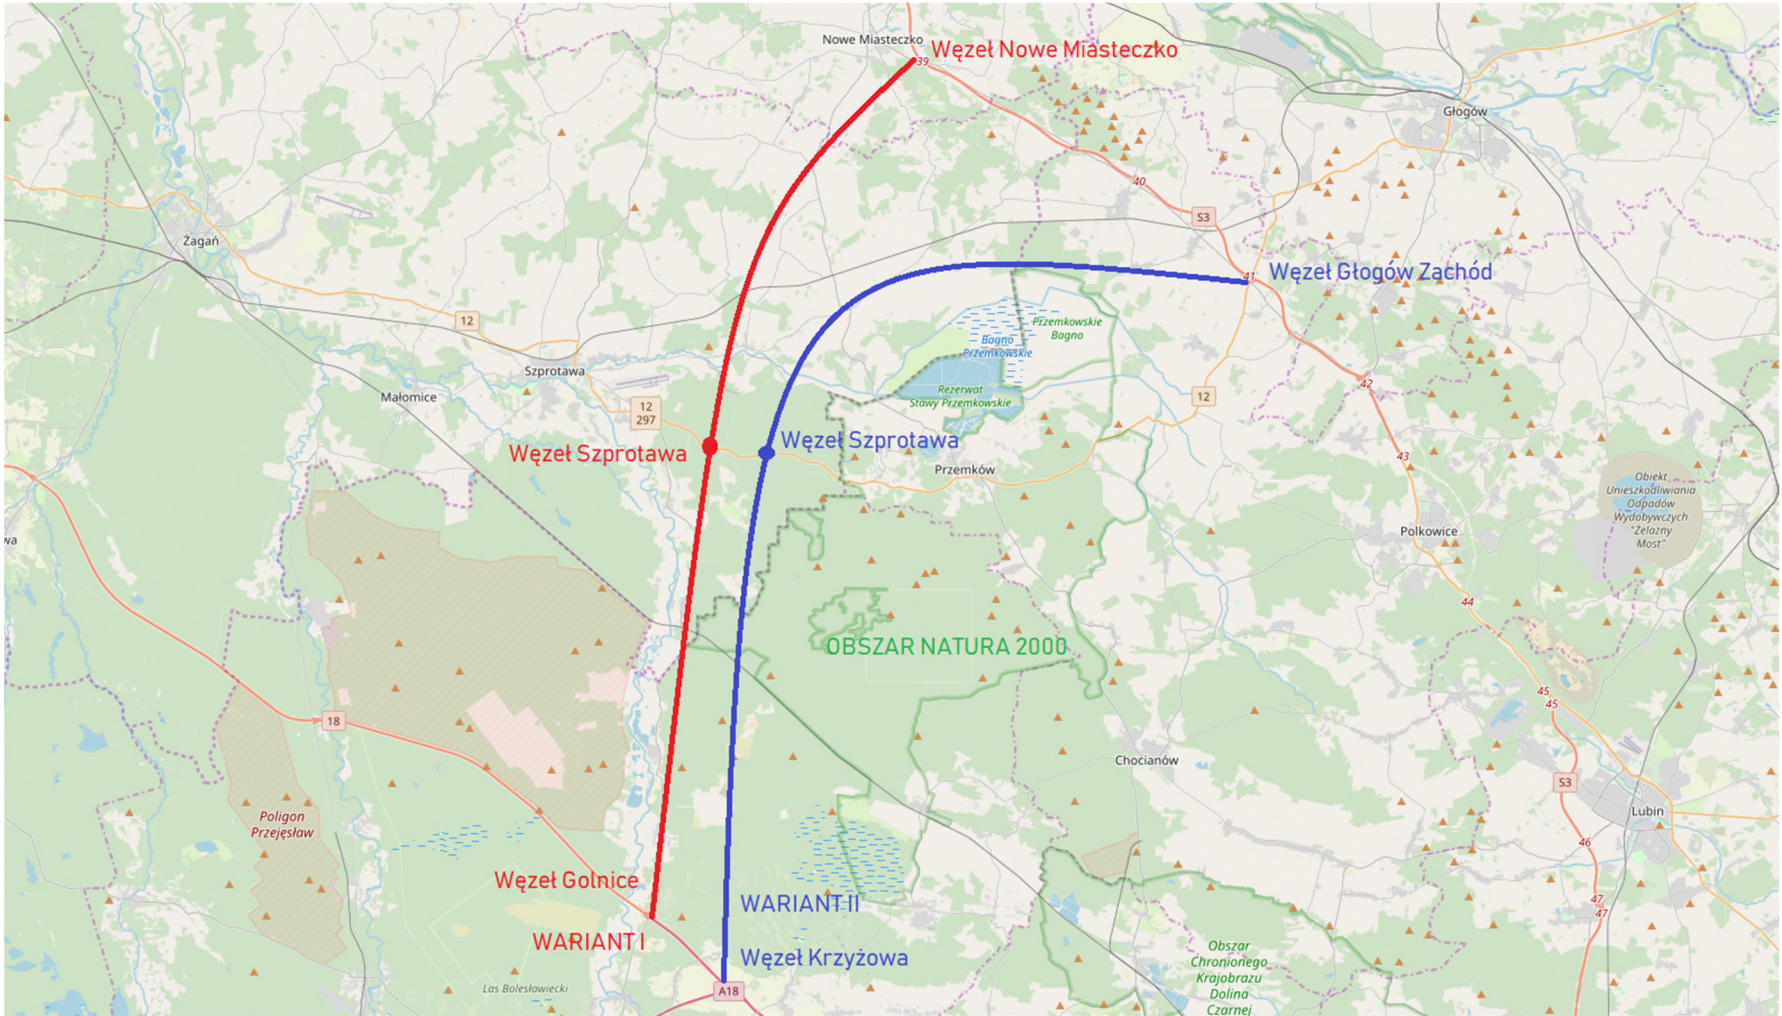 Nowe Miasteczko
39
Węzeł Nowe Miasteczko
Głogów
40
S3
Żagań
41
Węzeł Głogów Zachód
12
Przemkowskie
Bagno
Bagno
Przemkowskie
Szprotawa
Małomice
Rezerwat
Stawy Przemkowskie
12
42
12
297
Węzeł Szprotawa
Węzeł Szprotawa
43
Przemków
Obiekt
Unieszkodliwiania
Odpadów
Wydobywczych
"Żelazny
Most"
Polkowice
wa
44
OBSZAR NATURA 2000
45
45
18
Chocianów
S3
Lubin
Poligon
Przejęsław
46
Węzeł Golnice
WARIANT II
47
47
WARIANT I
Węzeł Krzyżowa
Obszar
Chronionego
Krajobrazu
Dolina
Czarnej
Las Bolesławiecki
A18